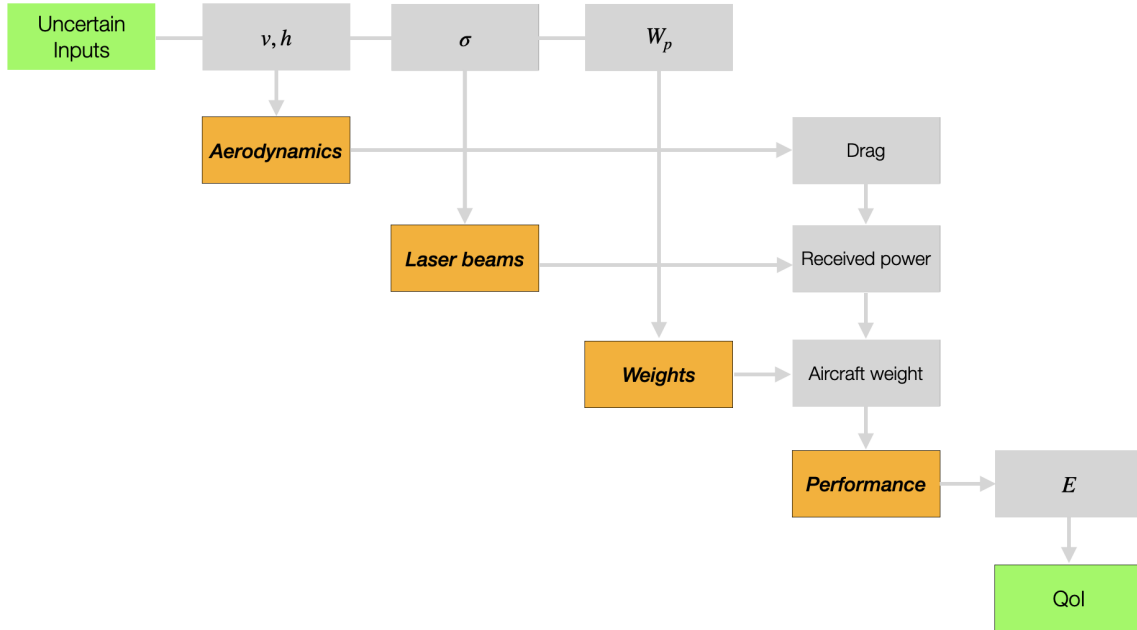 Uncertain
Inputs
v, h
σ
W_p
Aerodynamics
Drag
Laser beams
Received power
Weights
Aircraft weight
Performance
E
QoI